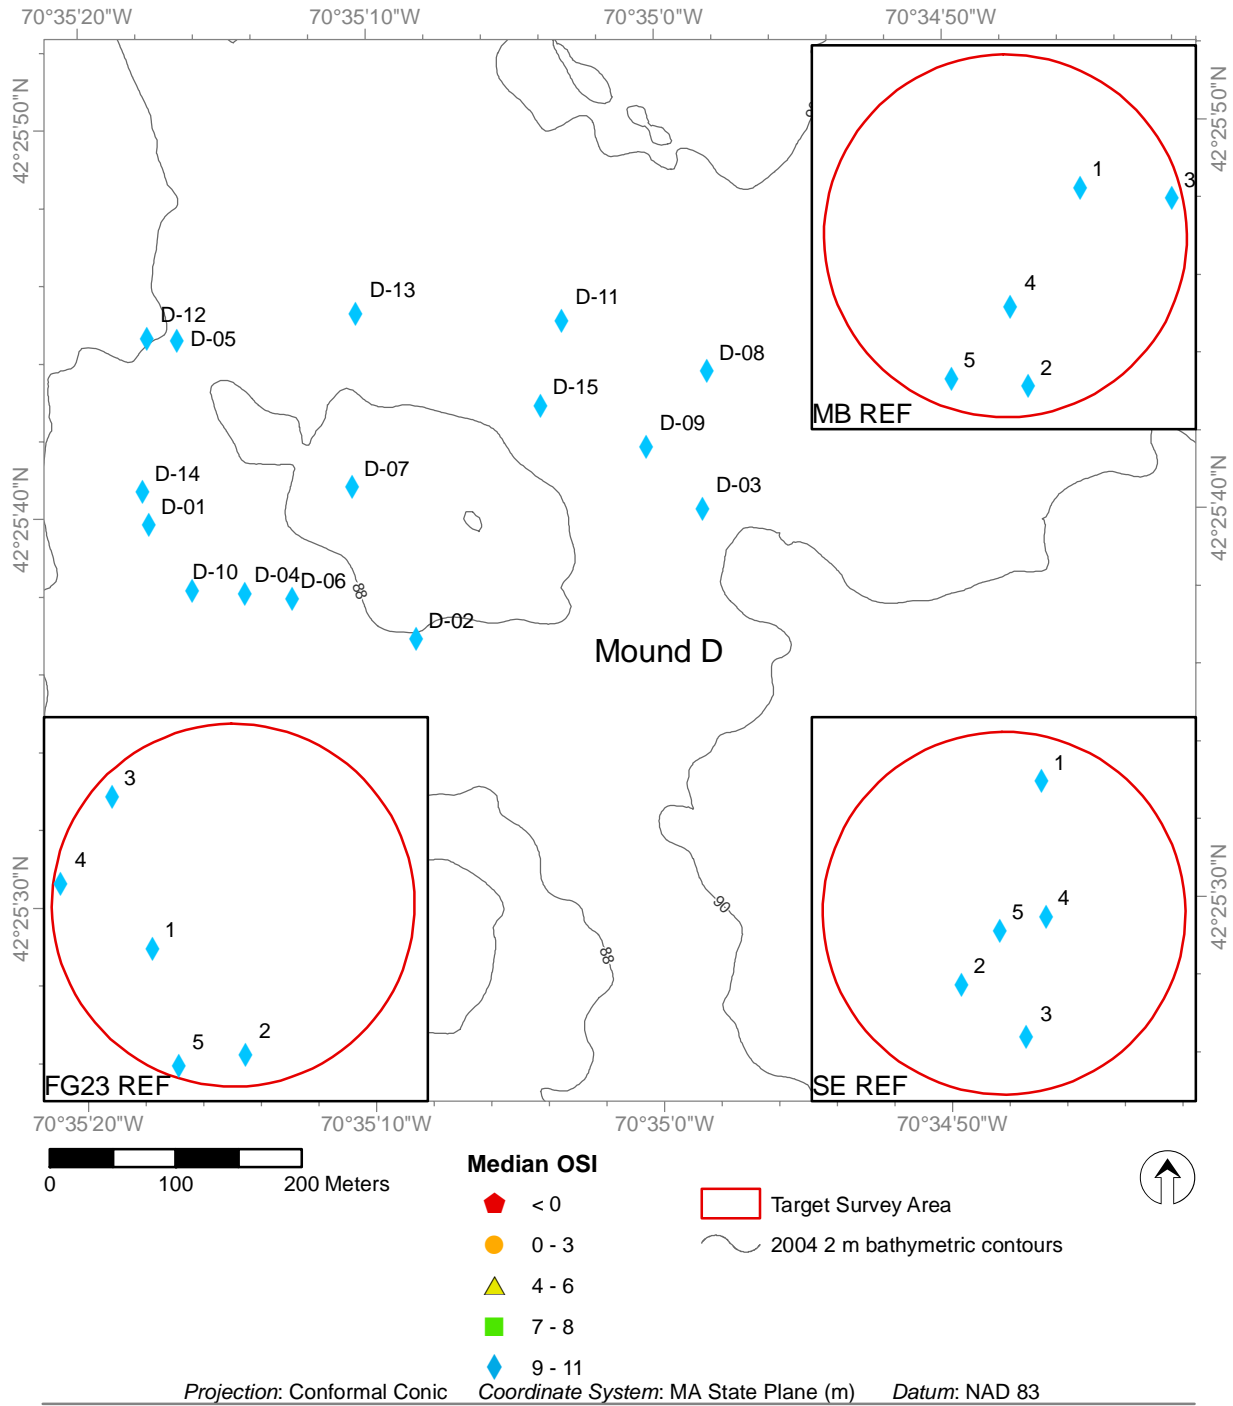 70°35'20"W 70°35'10"W 70°35'0"W 70°34'50"W
42°25'50"N
42°25'50"N
1
3
4
5
2
MB REF
D-13
D-11
D-12
D-05
D-08
D-15
D-09
D-07
D-14
D-03
D-01
42°25'40"N
42°25'40"N
D-10
D-04
D-06
88
D-02
Mound D
3
4
1
5
2
FG23 REF
90
88
1
4
5
2
3
SE REF
42°25'30"N
42°25'30"N
70°35'20"W 70°35'10"W 70°35'0"W 70°34'50"W
0 100 200 Meters
Median OSI
< 0
0 - 3
4 - 6
7 - 8
9 - 11
Target Survey Area
2004 2 m bathymetric contours
Projection: Conformal Conic Coordinate System: MA State Plane (m) Datum: NAD 83